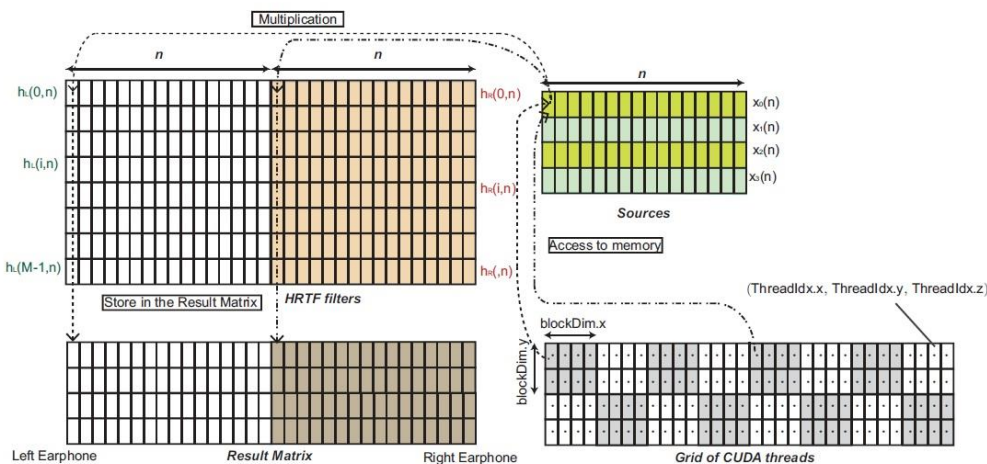 Multiplication
n n
n
hL(0,n)
hR(0,n)
x0(n)
x1(n)
hL(i,n)
x2(n)
hR(i,n)
x3(n)
Sources
Access to memory
hL(M-1,n)
hR(,n)
Store in the Result Matrix
HRTF filters
(ThreadIdx.x, ThreadIdx.y, ThreadIdx.z)
blockDim.x
blockDim.y
Left Earphone
Result Matrix
Right Earphone
Grid of CUDA threads